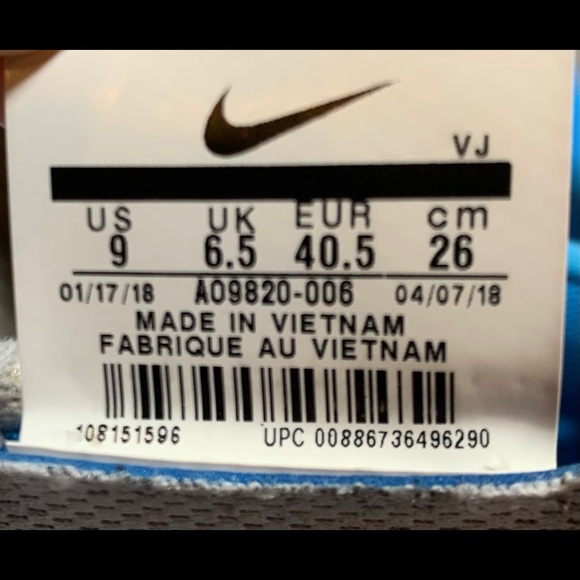 VJ
US UK EUR cm
9 6.5 40.5 26
01/17/18 AO9820-006 04/07/18
MADE IN VIETNAM
FABRIQUE AU VIETNAM
108151596 UPC 00886736496290